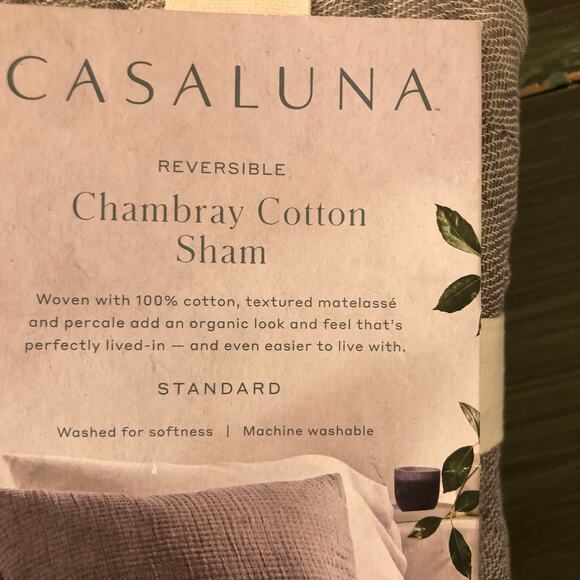 CASALUNA™
REVERSIBLE
Chambray Cotton
Sham
Woven with 100% cotton, textured matelassé
and percale add an organic look and feel that's
perfectly lived-in — and even easier to live with.
STANDARD
Washed for softness | Machine washable